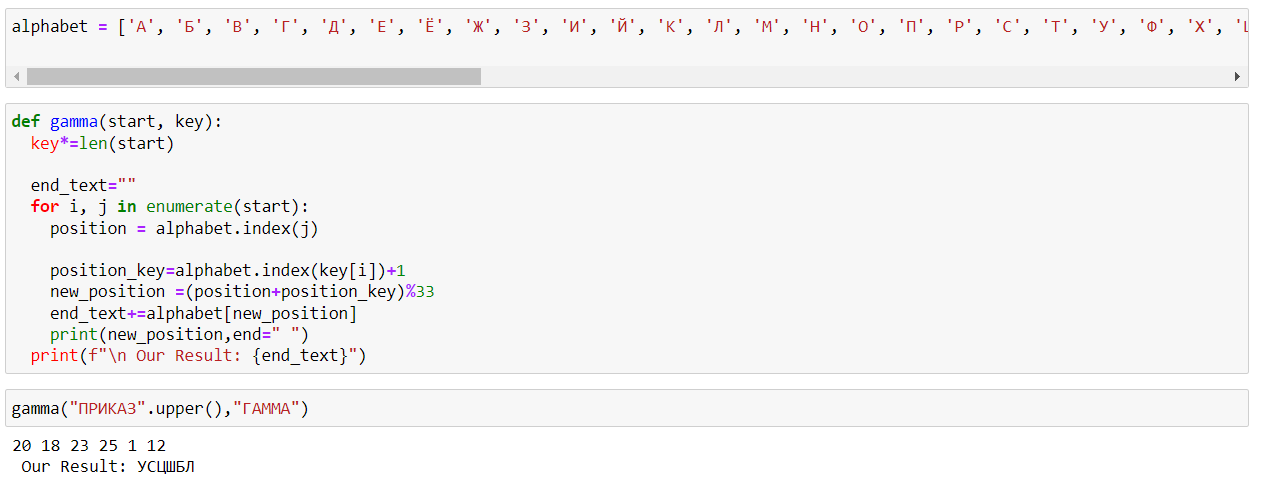 alphabet = ['А', 'Б', 'В', 'Г', 'Д', 'Е', 'Ё', 'Ж', 'З', 'И', 'Й', 'К', 'Л', 'М', 'Н', 'О', 'П', 'Р', 'С', 'Т', 'У', 'Ф', 'Х', '
def gamma(start, key):
  key*=len(start)
  end_text=""
  for i, j in enumerate(start):
    position = alphabet.index(j)
    position_key=alphabet.index(key[i])+1
    new_position =(position+position_key)%33
    end_text+=alphabet[new_position]
    print(new_position,end=" ")
  print(f"\n Our Result: {end_text}")
gamma("ПРИКАЗ".upper(),"ГАММА")
20 18 23 25 1 12
 Our Result: УСЦШБЛ